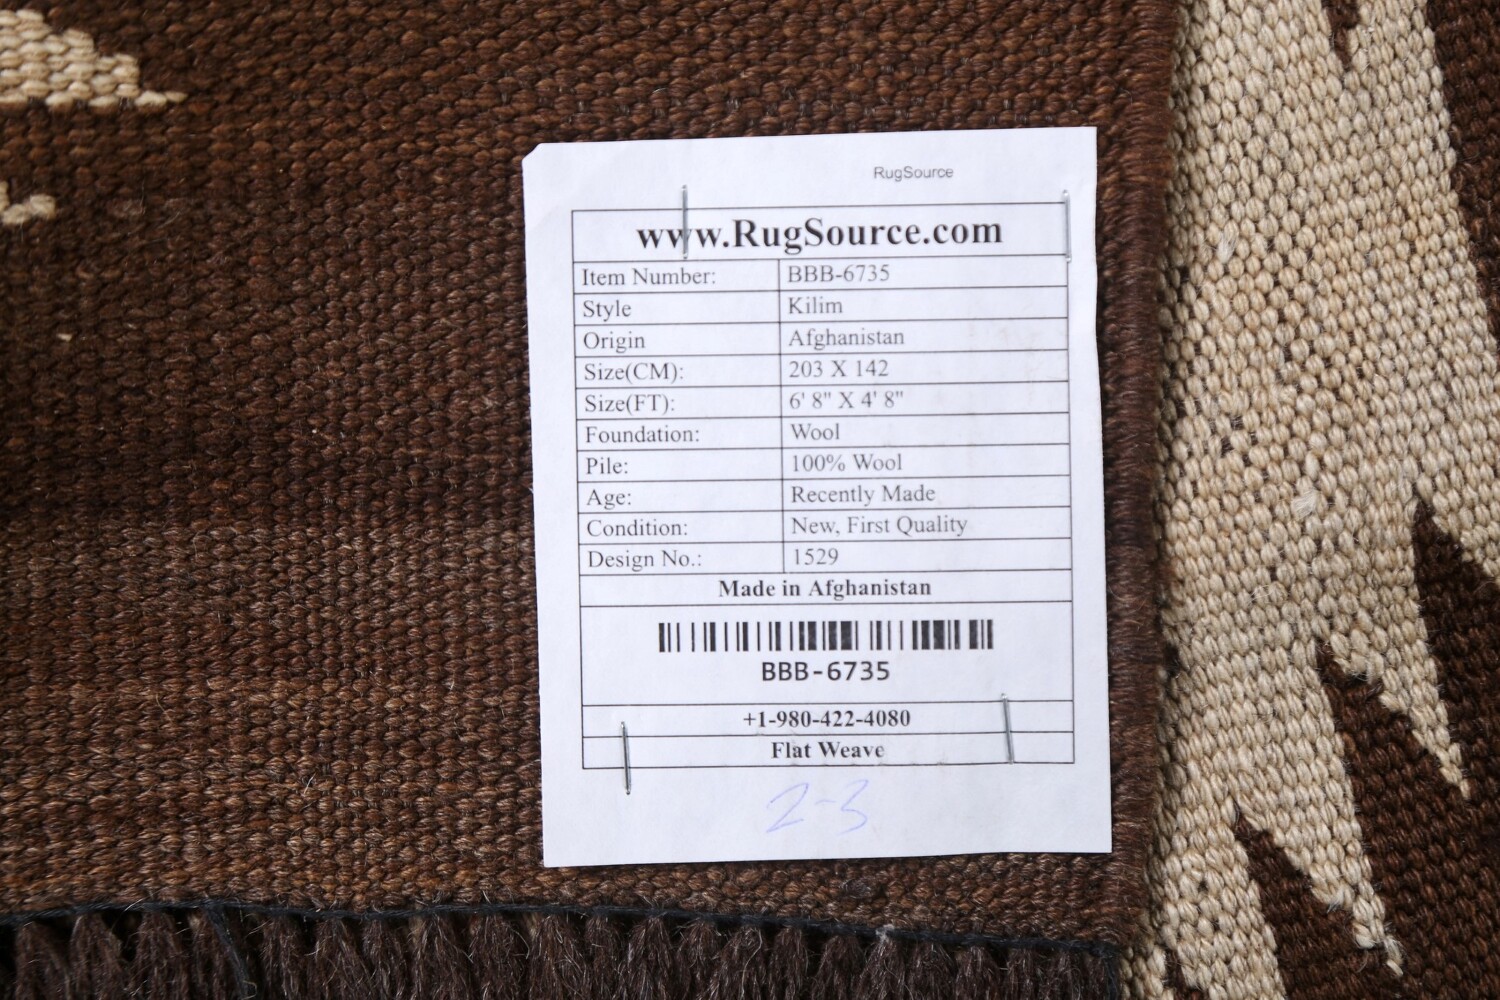 RugSource
www.RugSource.com
Item Number: BBB-6735
Style Kilim
Origin Afghanistan
Size(CM): 203 X 142
Size(FT): 6' 8" X 4' 8"
Foundation: Wool
Pile: 100% Wool
Age: Recently Made
Condition: New, First Quality
Design No.: 1529
Made in Afghanistan
BBB-6735
+1-980-422-4080
Flat Weave
2-3